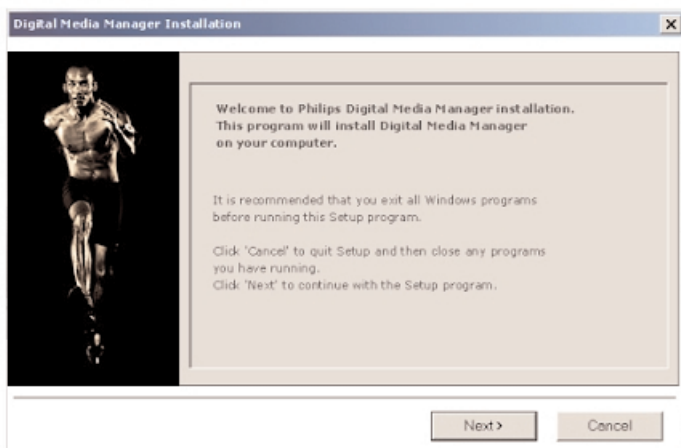 Digital Media Manager Installation
Welcome to Philips Digital Media Manager installation.
This program will install Digital Media Manager
on your computer.
It is recommended that you exit all Windows programs
before running this Setup program.
Click 'Cancel' to quit Setup and then close any programs
you have running.
Click 'Next' to continue with the Setup program.
Next>
Cancel